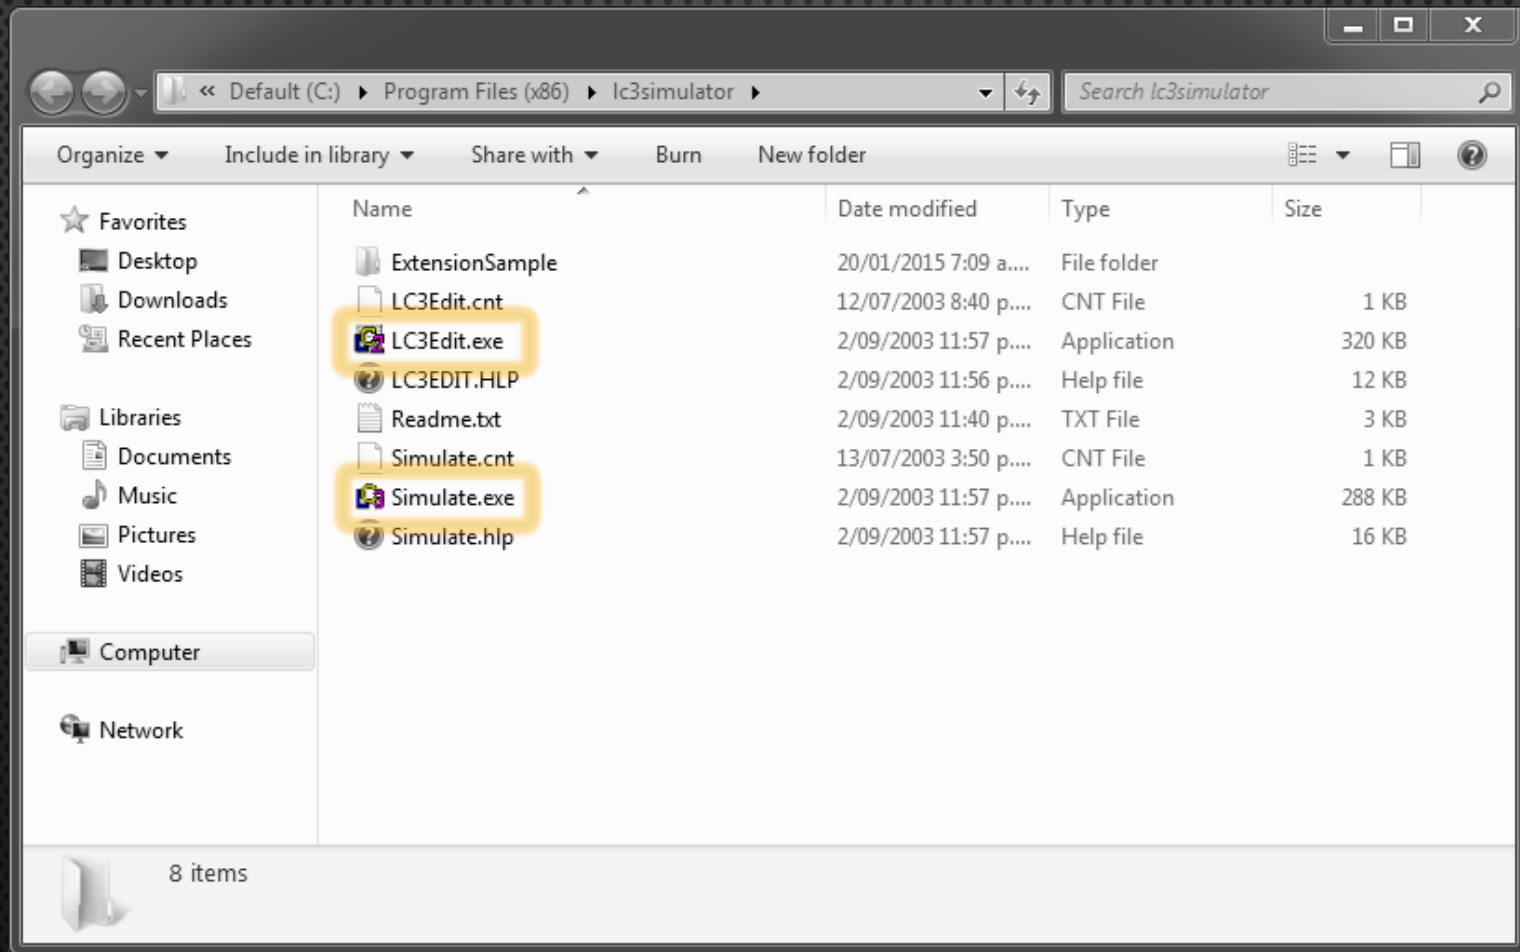 « Default (C:) ▸ Program Files (x86) ▸ lc3simulator ▸
Search lc3simulator
Organize ▾ Include in library ▾ Share with ▾ Burn New folder
Name Date modified Type Size
Favorites
Desktop
Downloads
Recent Places
Libraries
Documents
Music
Pictures
Videos
Computer
Network
ExtensionSample 20/01/2015 7:09 a.... File folder
LC3Edit.cnt 12/07/2003 8:40 p.... CNT File 1 KB
LC3Edit.exe 2/09/2003 11:57 p.... Application 320 KB
LC3EDIT.HLP 2/09/2003 11:56 p.... Help file 12 KB
Readme.txt 2/09/2003 11:40 p.... TXT File 3 KB
Simulate.cnt 13/07/2003 3:50 p.... CNT File 1 KB
Simulate.exe 2/09/2003 11:57 p.... Application 288 KB
Simulate.hlp 2/09/2003 11:57 p.... Help file 16 KB
8 items